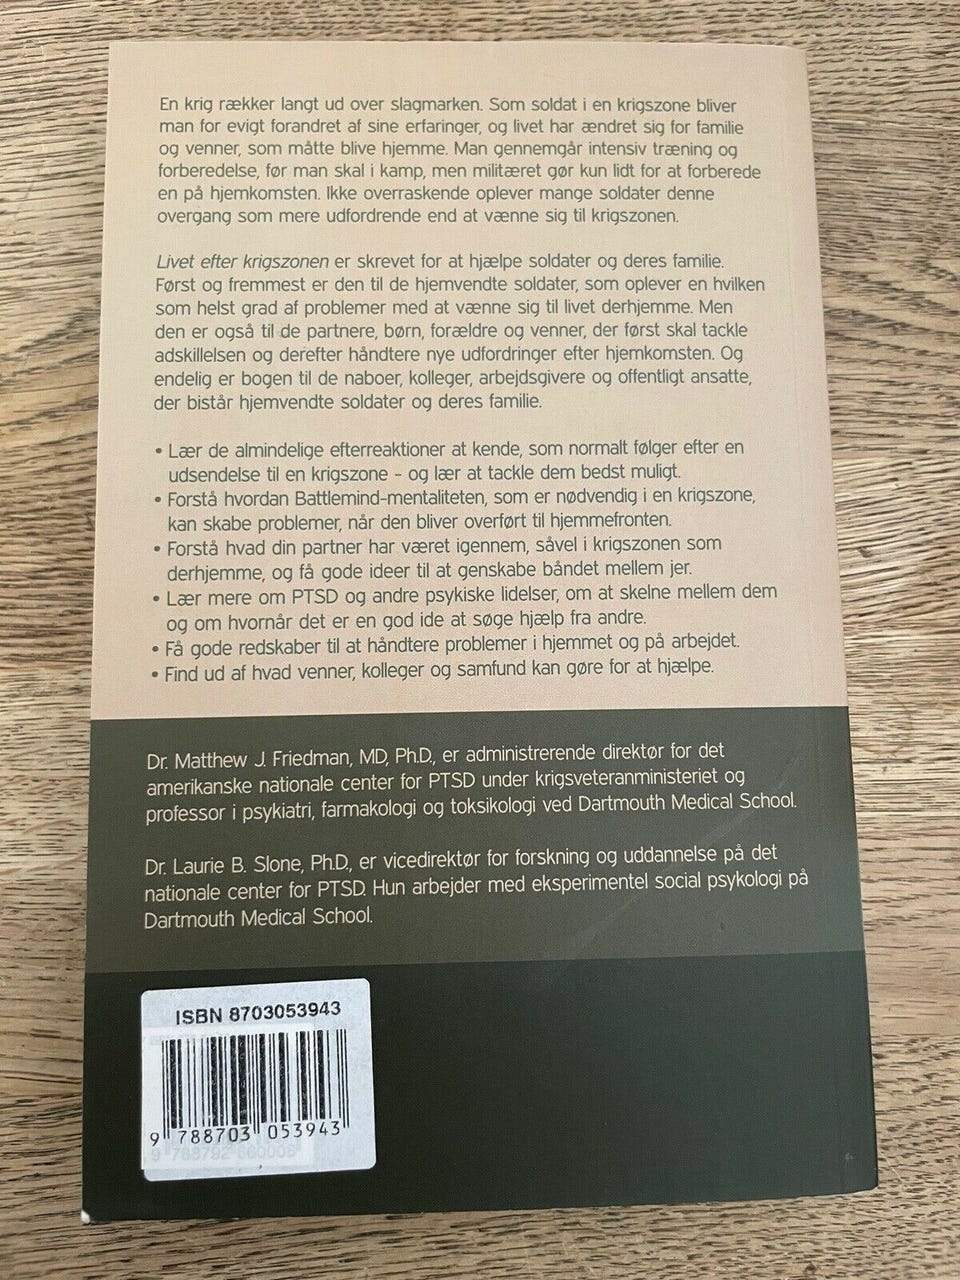 En krig rækker langt ud over slagmarken. Som soldat i en krigszone bliver
man for evigt forandret af sine erfaringer, og livet har ændret sig for familie
og venner, som måtte blive hjemme. Man gennemgår intensiv træning og
forberedelse, før man skal i kamp, men militæret gør kun lidt for at forberede
en på hjemkomsten. Ikke overraskende oplever mange soldater denne
overgang som mere udfordrende end at vænne sig til krigszonen.
Livet efter krigszonen er skrevet for at hjælpe soldater og deres familie.
Først og fremmest er den til de hjemvendte soldater, som oplever en hvilken
som helst grad af problemer med at vænne sig til livet derhjemme. Men
den er også til de partnere, børn, forældre og venner, der først skal tackle
adskillelsen og derefter håndtere nye udfordringer efter hjemkomsten. Og
endelig er bogen til de naboer, kolleger, arbejdsgivere og offentligt ansatte,
der bistår hjemvendte soldater og deres familie.
• Lær de almindelige efterreaktioner at kende, som normalt følger efter en
udsendelse til en krigszone - og lær at tackle dem bedst muligt.
• Forstå hvordan Battlemind-mentaliteten, som er nødvendig i en krigszone,
kan skabe problemer, når den bliver overført til hjemmefronten.
• Forstå hvad din partner har været igennem, såvel i krigszonen som
derhjemme, og få gode ideer til at genskabe båndet mellem jer.
• Lær mere om PTSD og andre psykiske lidelser, om at skelne mellem dem
og om hvornår det er en god ide at søge hjælp fra andre.
• Få gode redskaber til at håndtere problemer i hjemmet og på arbejdet.
• Find ud af hvad venner, kolleger og samfund kan gøre for at hjælpe.
Dr. Matthew J. Friedman, MD, Ph.D., er administrerende direktør for det
amerikanske nationale center for PTSD under krigsveteranministeriet og
professor i psykiatri, farmakologi og toksikologi ved Dartmouth Medical School.
Dr. Laurie B. Slone, Ph.D., er vicedirektør for forskning og uddannelse på det
nationale center for PTSD. Hun arbejder med eksperimentel social psykologi på
Dartmouth Medical School.
ISBN 8703053943
9 788703 053943